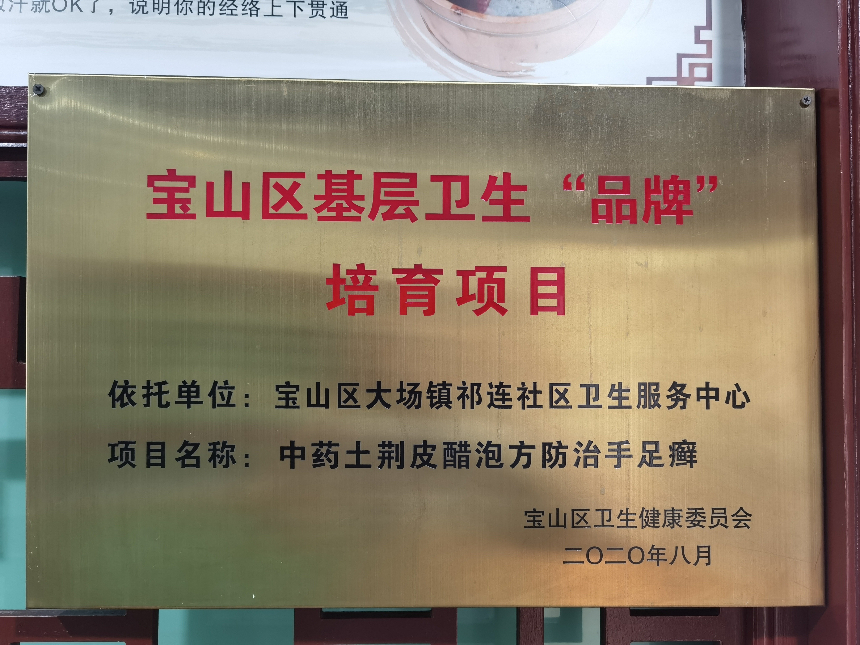 汗就OK了，说明你的经络上下贯通
宝山区基层卫生“品牌”
培育项目
依托单位：宝山区大场镇祁连社区卫生服务中心
项目名称：中药土荆皮醋泡方防治手足癣
宝山区卫生健康委员会
二〇二〇年八月